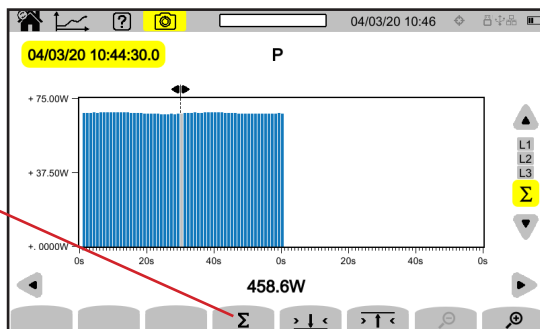 ?
04/03/20 10:46
04/03/20 10:44:30.0
P
+ 75.00W
+ 37.50W
+. 0000W
L1
L2
L3
Σ
0s 20s 40s 0s 20s 40s 0s
458.6W
Σ